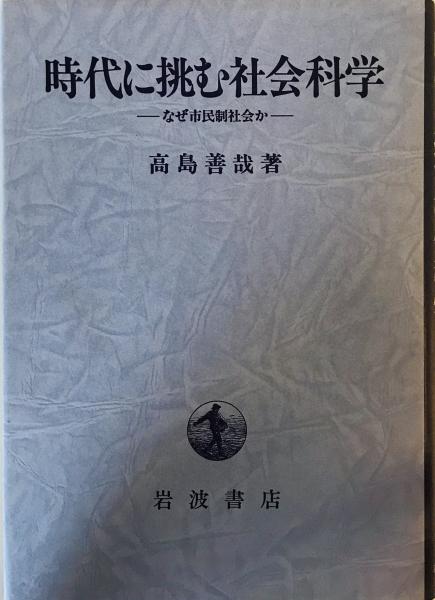 時代に挑む社会科学
―なぜ市民制社会か―
高島善哉著
岩波書店